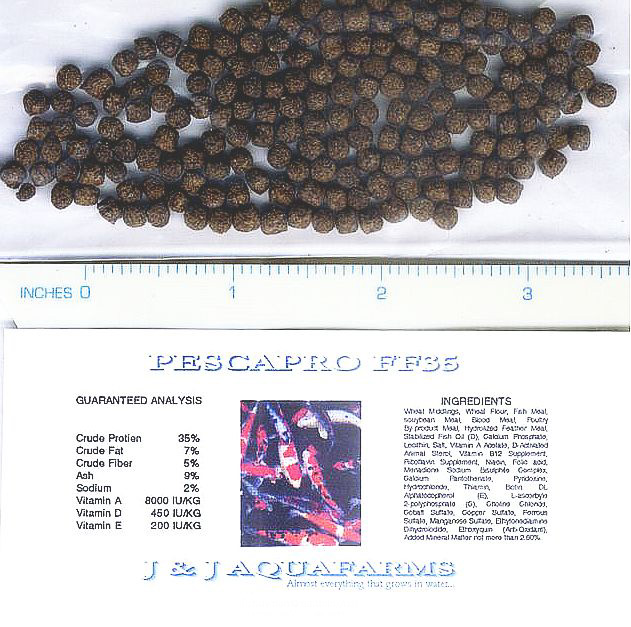 INCHES 0 1 2 3
PESCAPRO FF35
GUARANTEED ANALYSIS
Crude Protien 35%
Crude Fat 7%
Crude Fiber 5%
Ash 9%
Sodium 2%
Vitamin A 8000 IU/KG
Vitamin D 450 IU/KG
Vitamin E 200 IU/KG
INGREDIENTS
Wheat Middlings, Wheat Flour, Fish Meal,
soybean Meal, Blood Meal, Poultry
By product Meal, Hydrolized Feather Meal,
Stabilized Fish Oil (D), Calcium Phosphate,
Lecithin, Salt, Vitamin A Acetate, D-Activated
Animal Sterol, Vitamin B12 Supplement,
Riboflavin Supplement, Niacin, Folic acid,
Menadione Sodium Bisulphite Complex,
Calcium Pantothenate, Pyridoxine,
Hydrochloride, Thiamin, Biotin DL
Alphatocopherol (E), L-ascorbyle
2-polyphosphate (C), Choline Chloride,
Cobalt Sulfate, Copper Sulfate, Ferrous
Sulfate, Manganese Sulfate, Ethylenediamine
Dihydroiodide, Ethoxyquin (Anti-Oxidant),
Added Mineral Matter not more than 2.60%.
J & J AQUAFARMS
Almost everything that grows in water...